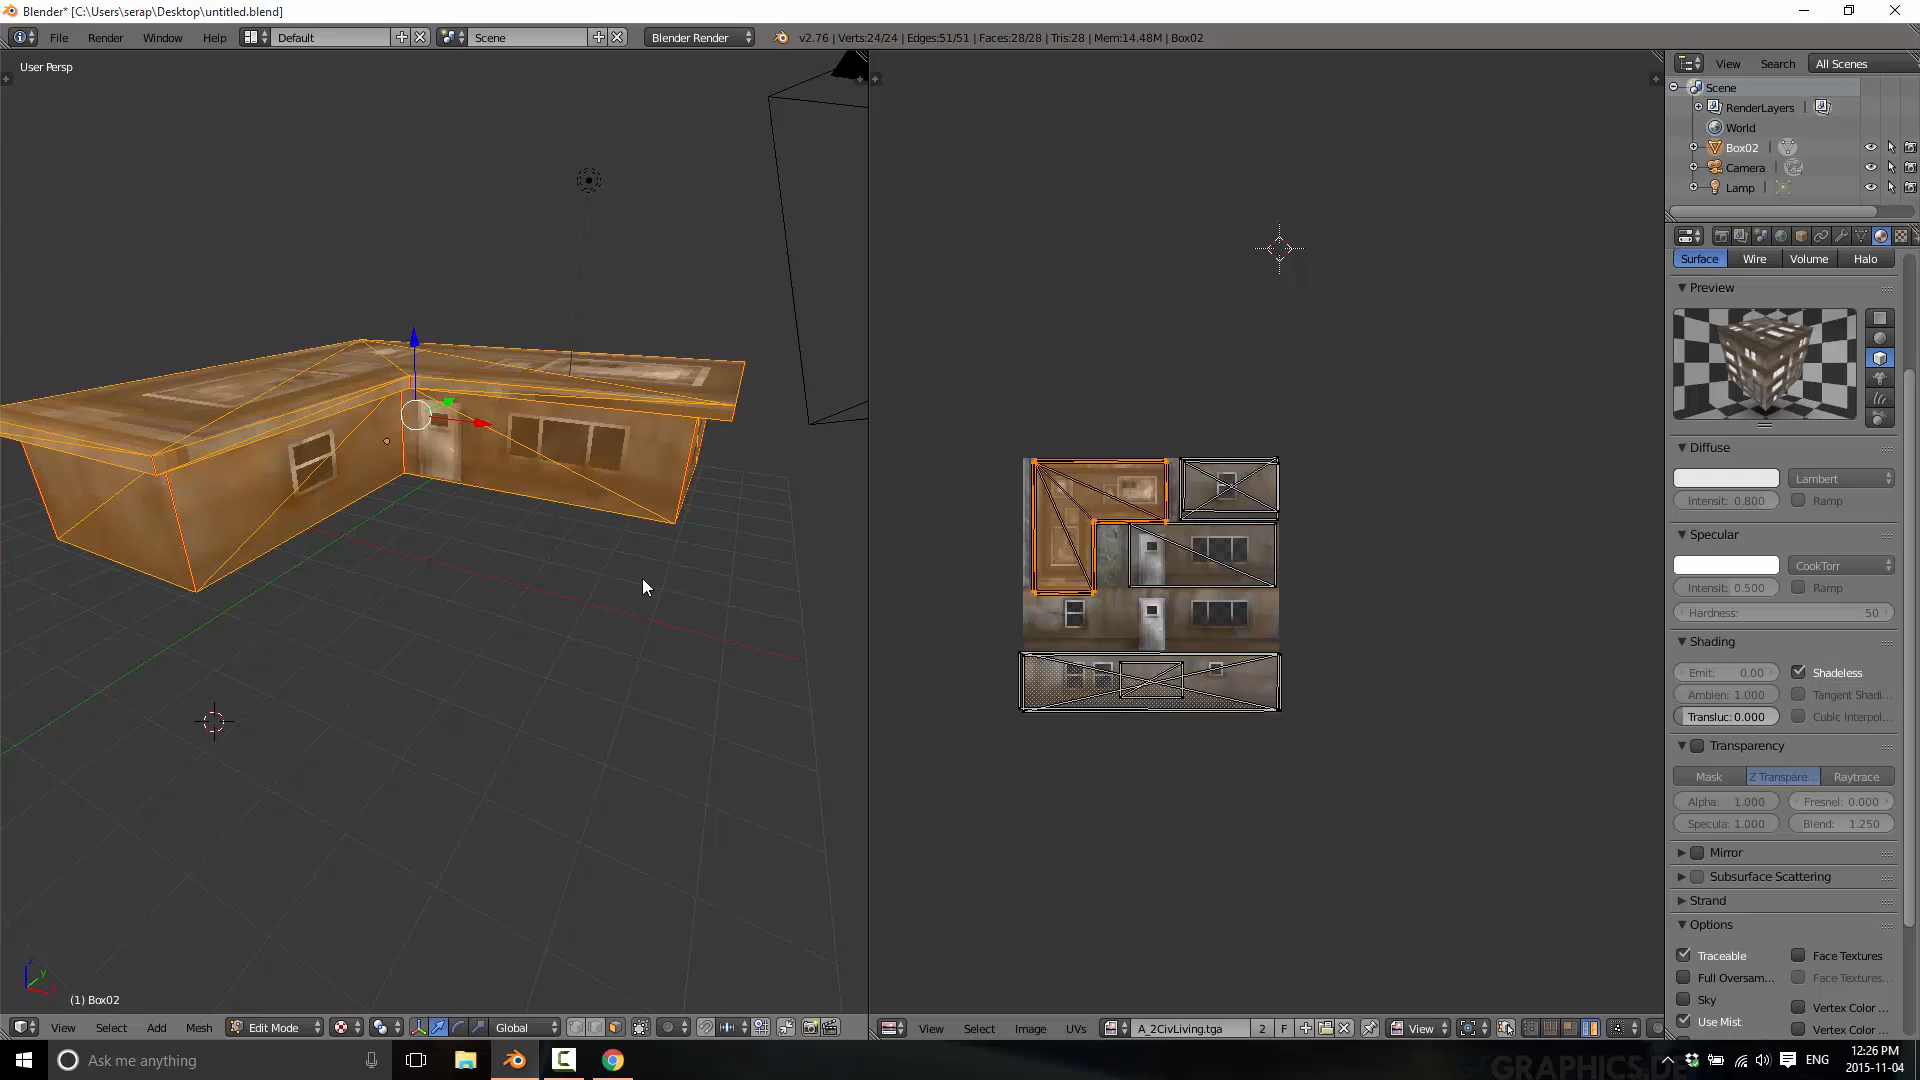 Blender* [C:\Users\serap\Desktop\untitled.blend]
File Render Window Help Default Scene Blender Render v2.76 | Verts:24/24 | Edges:51/51 | Faces:28/28 | Tris:28 | Mem:14.48M | Box02
User Persp
View Search All Scenes
Scene
RenderLayers
World
Box02
Camera
Lamp
Surface Wire Volume Halo
Preview
Diffuse
Lambert
Intensit: 0.800 Ramp
Specular
CookTorr
Intensit: 0.500 Ramp
Hardness: 50
Shading
Emit: 0.00 Shadeless
Ambien: 1.000 Tangent Shadi...
Transluc: 0.000 Cubic Interpol...
Transparency
Mask Z Transpare... Raytrace
Alpha: 1.000 Fresnel: 0.000
Specula: 1.000 Blend: 1.250
Mirror
Subsurface Scattering
Strand
Options
Traceable Face Textures
Full Oversam... Face Textures...
Sky Vertex Color ...
Use Mist Vertex Color ...
z
y
x
(1) Box02
View Select Add Mesh Edit Mode Global
View Select Image UVs A_2CivLiving.tga 2 F View
Ask me anything
ENG
12:26 PM
2015-11-04